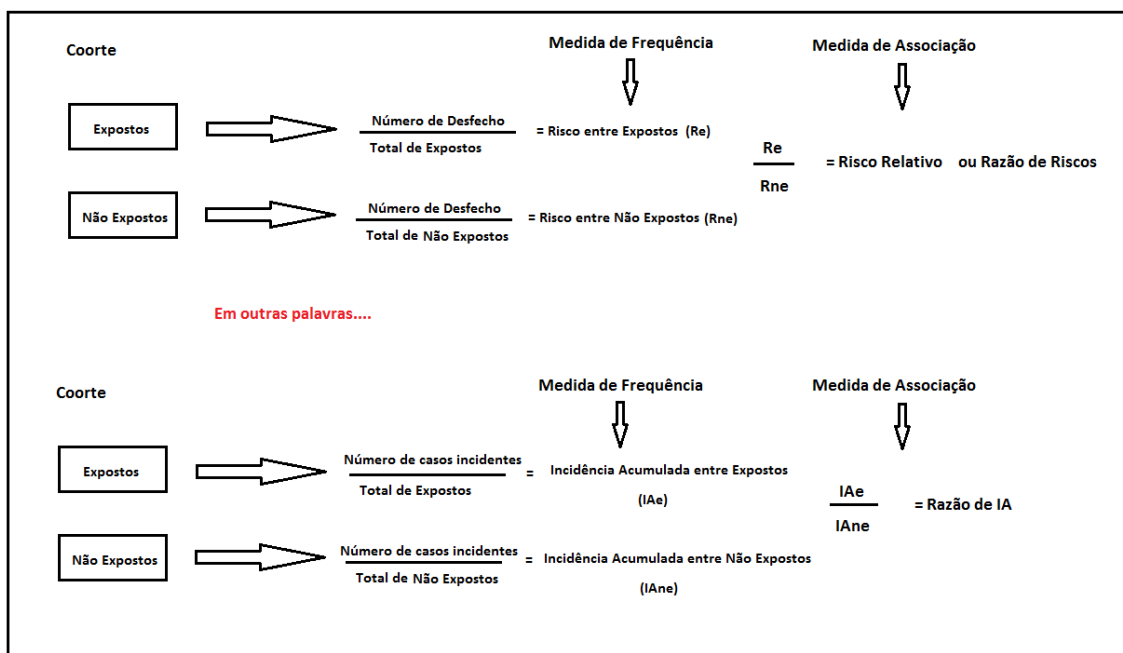 Medida de Frequência
Medida de Associação
Coorte
Expostos
Número de Desfecho
Total de Expostos
= Risco entre Expostos (Re)
Re
Rne
= Risco Relativo ou Razão de Riscos
Não Expostos
Número de Desfecho
Total de Não Expostos
= Risco entre Não Expostos (Rne)
Em outras palavras....
Medida de Frequência
Medida de Associação
Coorte
Expostos
Número de casos incidentes
Total de Expostos
= Incidência Acumulada entre Expostos
(IAe)
IAe
IAne
= Razão de IA
Não Expostos
Número de casos incidentes
Total de Não Expostos
= Incidência Acumulada entre Não Expostos
(IAne)